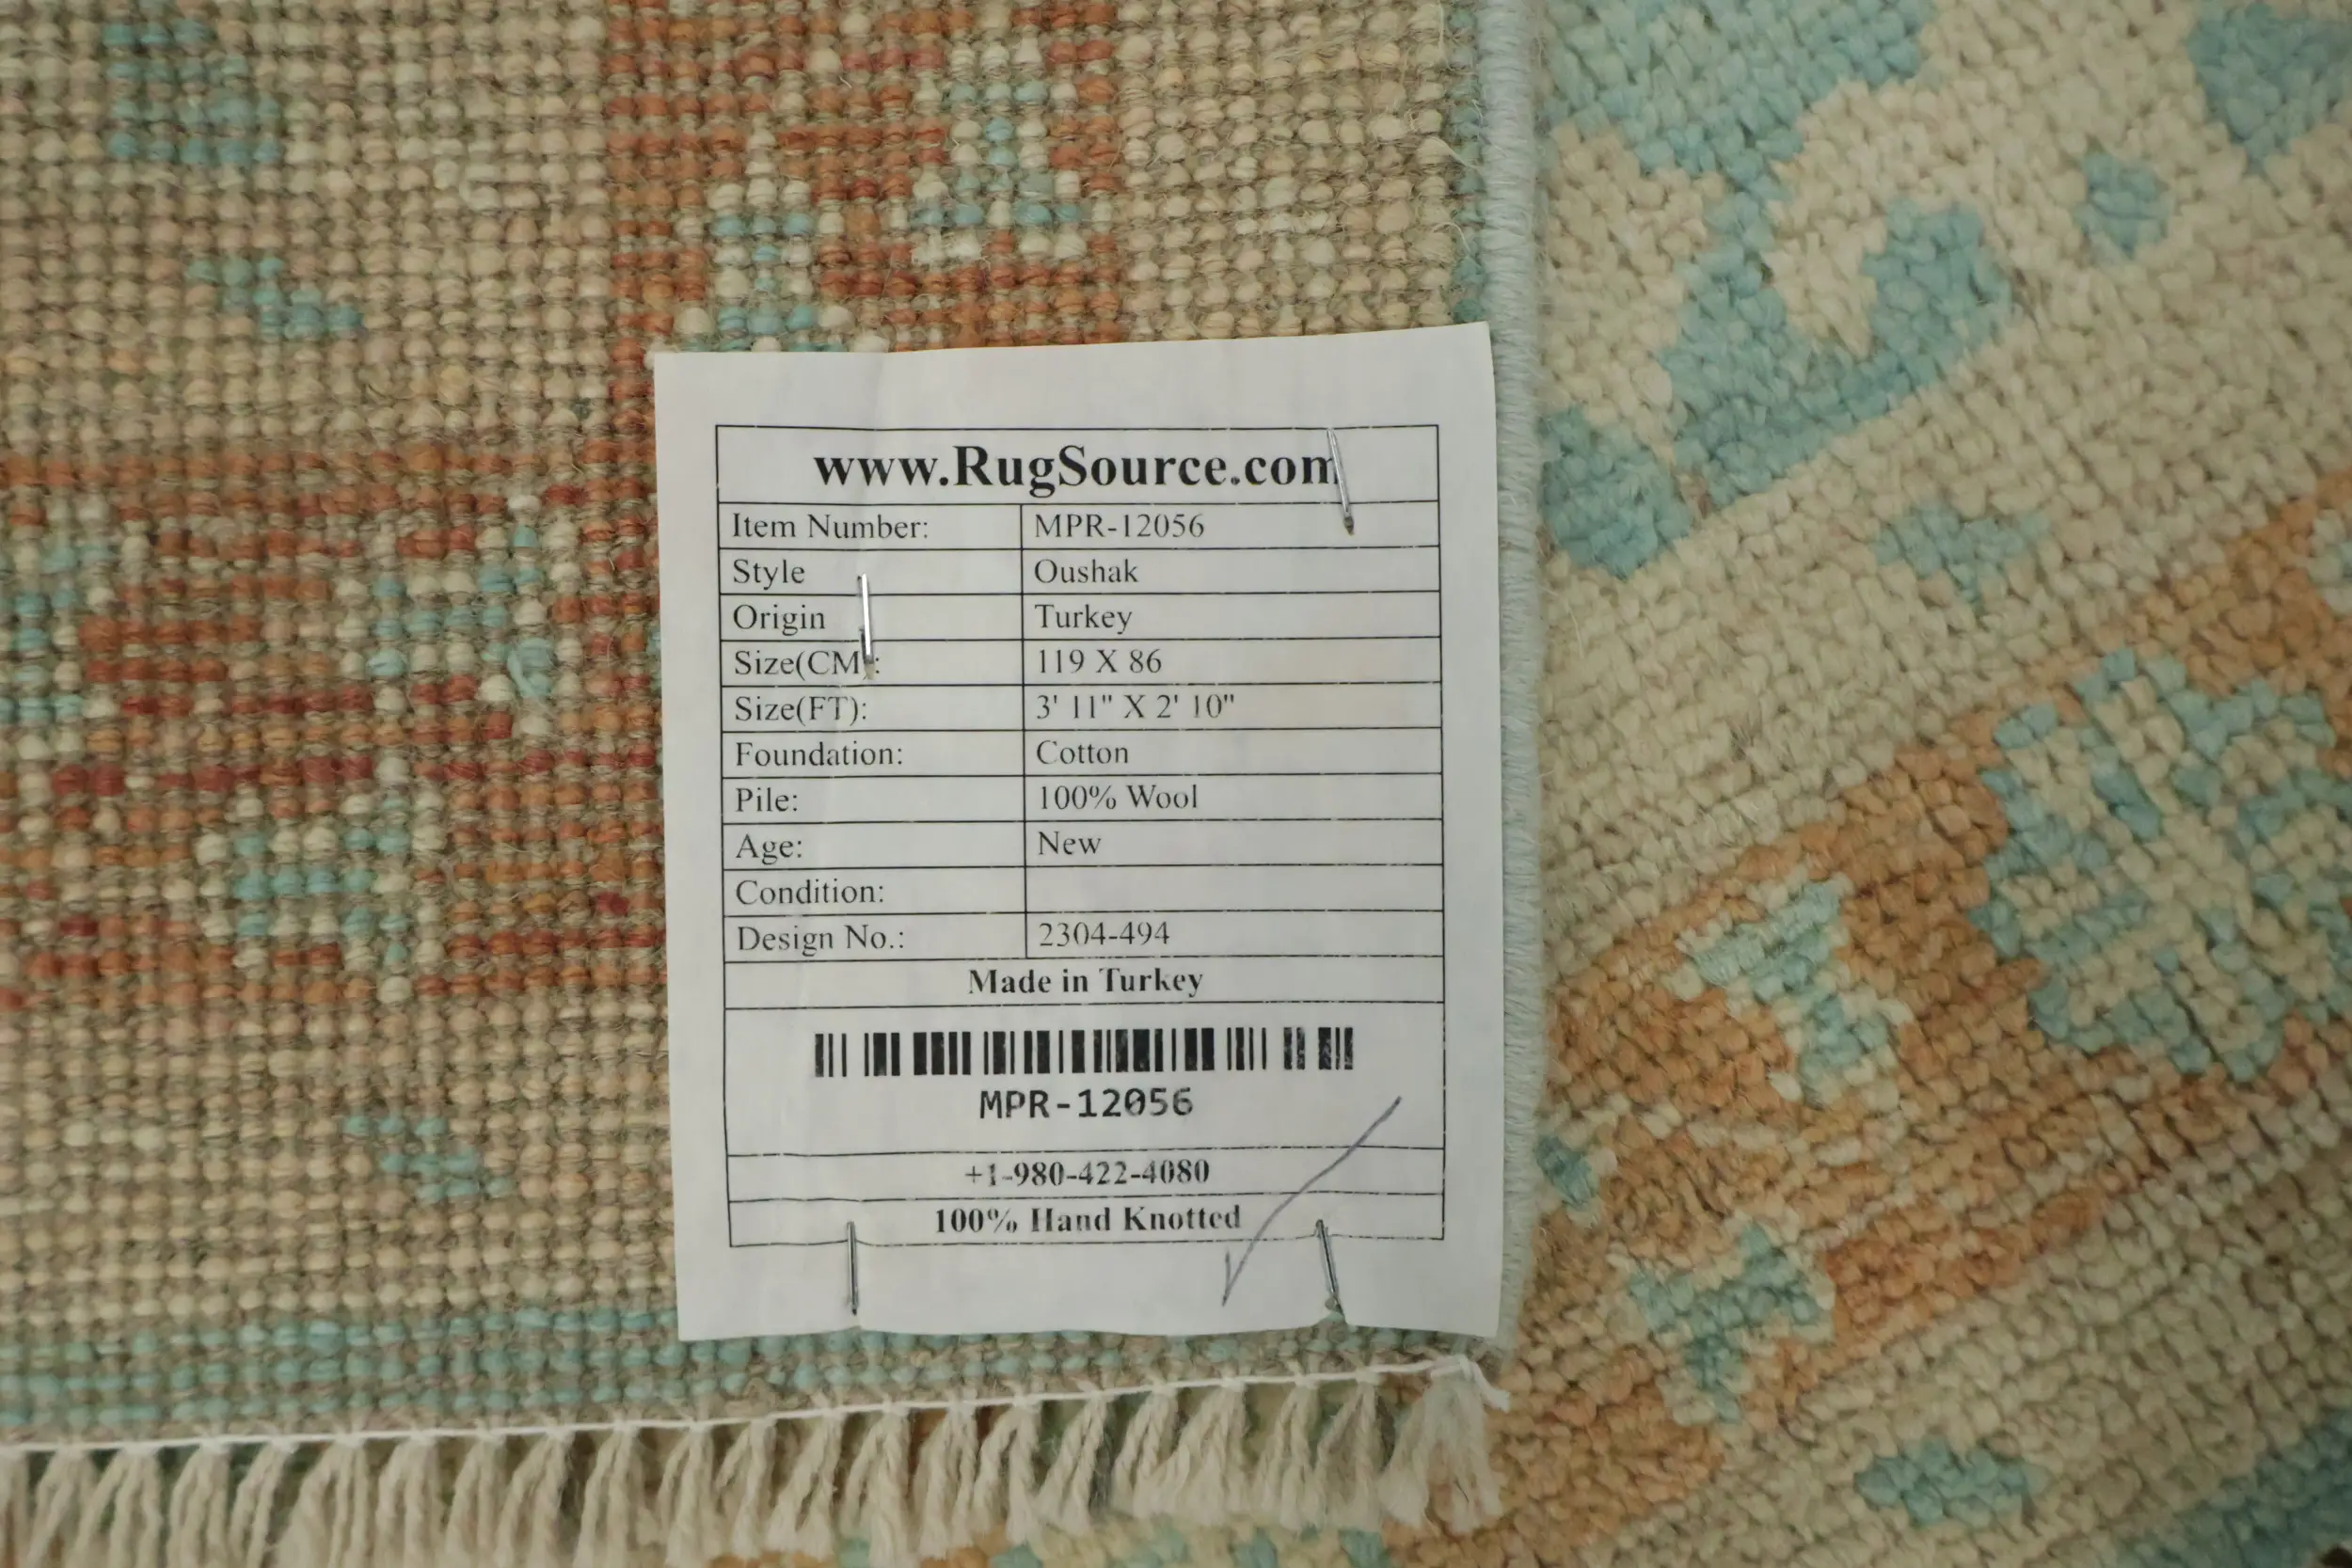 www.RugSource.com
Item Number: MPR-12056
Style Oushak
Origin Turkey
Size(CM): 119 X 86
Size(FT): 3' 11" X 2' 10"
Foundation: Cotton
Pile: 100% Wool
Age: New
Condition:
Design No.: 2304-494
Made in Turkey
MPR-12056
+1-980-422-4080
100% Hand Knotted